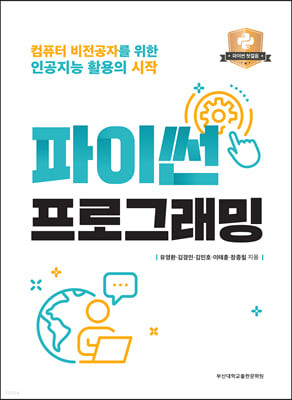 컴퓨터 비전공자를 위한
인공지능 활용의 시작
파이썬 첫걸음
파이썬
프로그래밍
유영환·김경민·김민호·이태훈·장종필 지음
부산대학교출판문화원